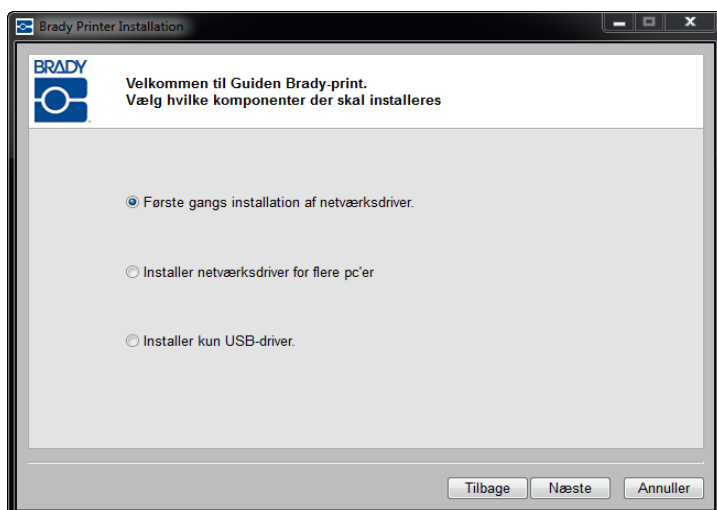 Brady Printer Installation
BRADY
Velkommen til Guiden Brady-print.
Vælg hvilke komponenter der skal installeres
Første gangs installation af netværksdriver.
Installer netværksdriver for flere pc'er
Installer kun USB-driver.
Tilbage
Næste
Annuller